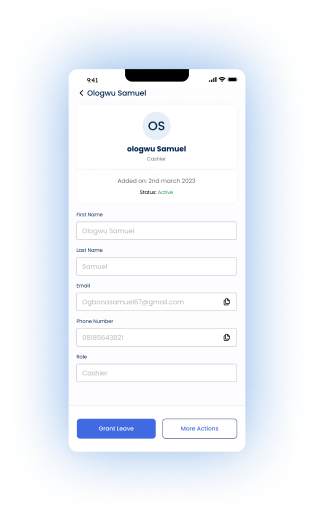 9:41
Ologwu Samuel
OS
ologwu Samuel
Cashier
Added on: 2nd march 2023
Status: Active
First Name
Ologwu Samuel
Last Name
Samuel
Email
Ogbonasamuel67@gmail.com
Phone Number
08185643821
Role
Cashier
Grant Leave
More Actions